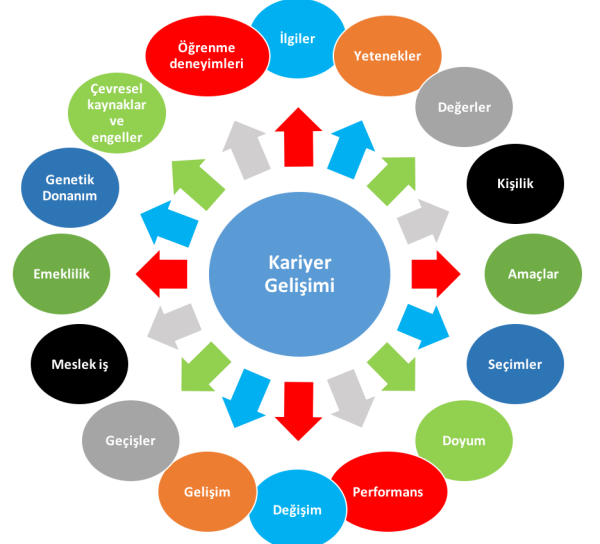 İlgiler
Yetenekler
Değerler
Kişilik
Amaçlar
Seçimler
Doyum
Performans
Değişim
Gelişim
Geçişler
Meslek iş
Emeklilik
Genetik
Donanım
Çevresel
kaynaklar
ve
engeller
Öğrenme
deneyimleri
Kariyer
Gelişimi